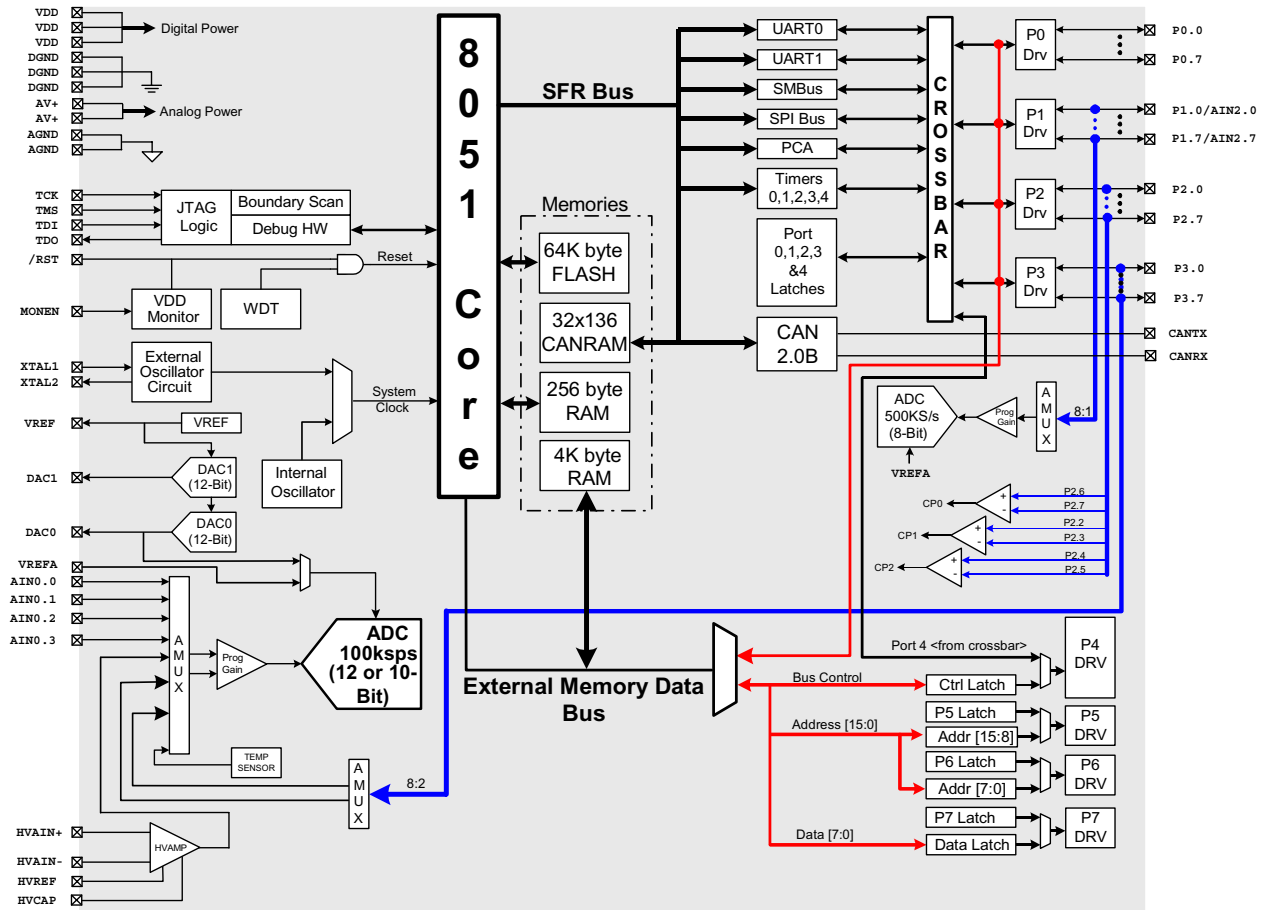 VDD
VDD
VDD
DGND
DGND
DGND
AV+
AV+
AGND
AGND
Digital Power
Analog Power
TCK
TMS
TDI
TDO
/RST
MONEN
XTAL1
XTAL2
VREF
DAC1
DAC0
VREFA
AIN0.0
AIN0.1
AIN0.2
AIN0.3
HVAIN+
HVAIN-
HVREF
HVCAP
JTAG
Logic
Boundary Scan
Debug HW
Reset
VDD
Monitor
WDT
External
Oscillator
Circuit
System
Clock
VREF
Internal
Oscillator
DAC1
(12-Bit)
DAC0
(12-Bit)
A
M
U
X
Prog
Gain
ADC
100ksps
(12 or 10-
Bit)
TEMP
SENSOR
A
M
U
X
8:2
HVAMP
8
0
5
1
C
o
r
e
SFR Bus
Memories
64K byte
FLASH
32x136
CANRAM
256 byte
RAM
4K byte
RAM
External Memory Data
Bus
UART0
UART1
SMBus
SPI Bus
PCA
Timers
0,1,2,3,4
Port
0,1,2,3
&4
Latches
CAN
2.0B
C
R
O
S
S
B
A
R
P0
Drv
P1
Drv
P2
Drv
P3
Drv
P0.0
P0.7
P1.0/AIN2.0
P1.7/AIN2.7
P2.0
P2.7
P3.0
P3.7
CANTX
CANRX
ADC
500KS/s
(8-Bit)
VREFA
Prog
Gain
A
M
U
X
8:1
CP0
+
-
P2.6
P2.7
CP1
+
-
P2.2
P2.3
CP2
+
-
P2.4
P2.5
Port 4 <from crossbar>
Bus Control
Ctrl Latch
P4
DRV
Address [15:0]
P5 Latch
Addr [15:8]
P5
DRV
P6 Latch
Addr [7:0]
P6
DRV
Data [7:0]
P7 Latch
Data Latch
P7
DRV